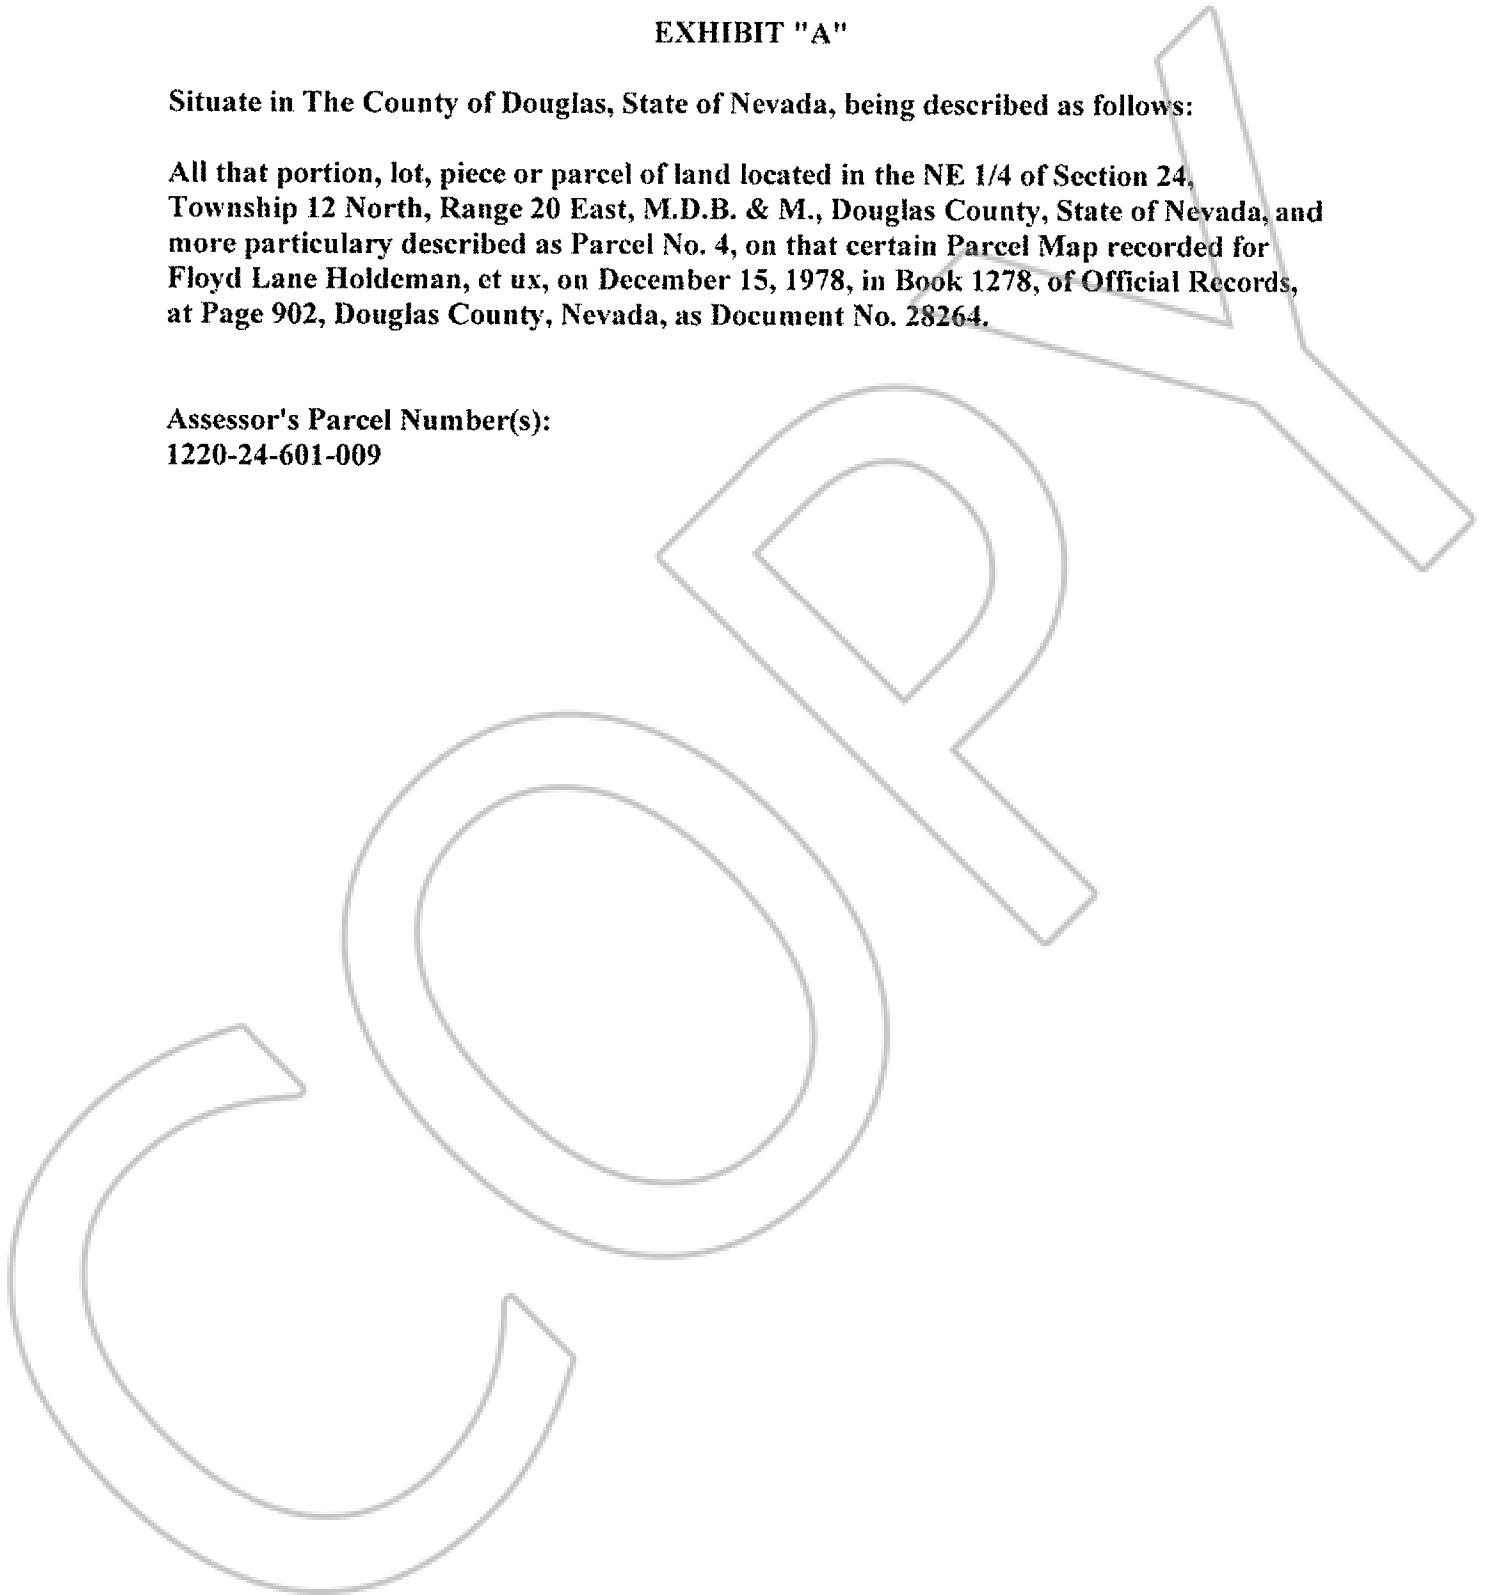 EXHIBIT "A"
Situate in The County of Douglas, State of Nevada, being described as follows:
All that portion, lot, piece or parcel of land located in the NE 1/4 of Section 24,
Township 12 North, Range 20 East, M.D.B. & M., Douglas County, State of Nevada, and
more particulary described as Parcel No. 4, on that certain Parcel Map recorded for
Floyd Lane Holdeman, et ux, on December 15, 1978, in Book 1278, of Official Records,
at Page 902, Douglas County, Nevada, as Document No. 28264.
Assessor's Parcel Number(s):
1220-24-601-009
COPY